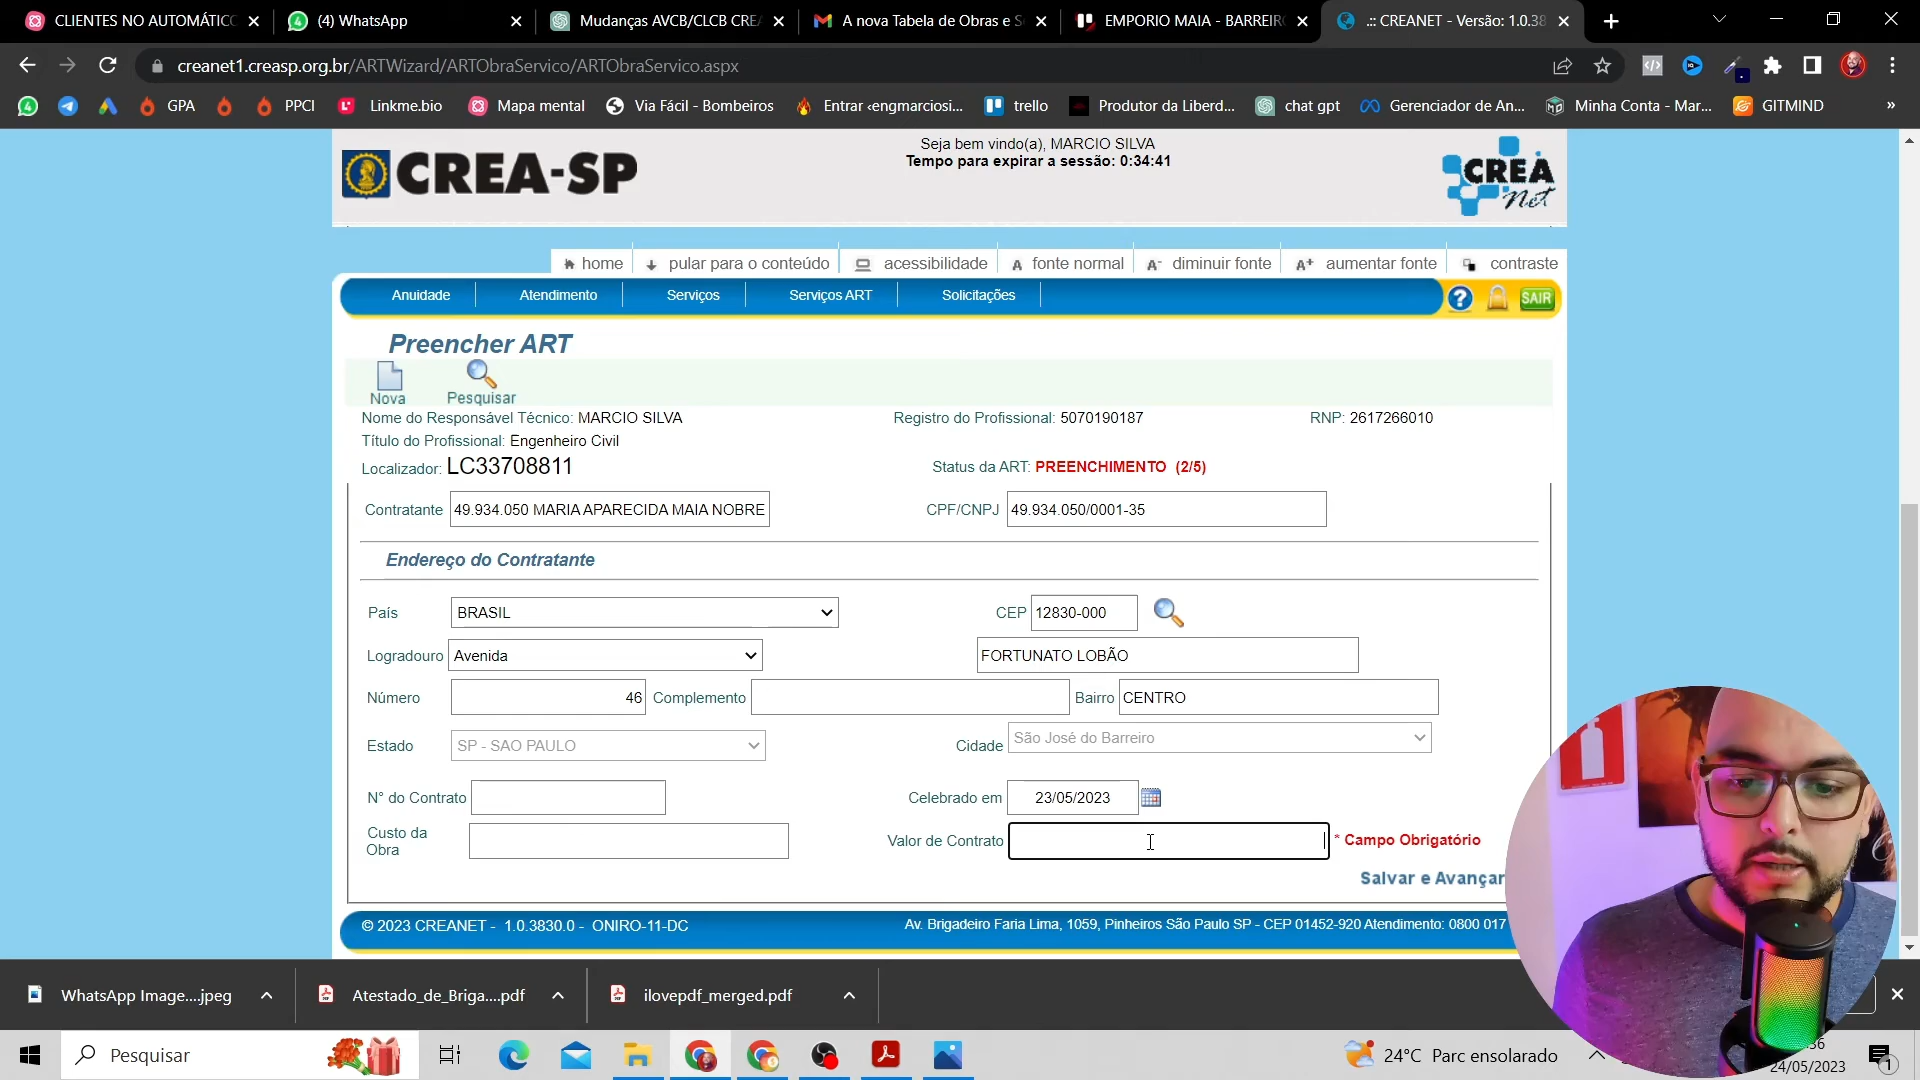 CLIENTES NO AUTOMÁTICO
(4) WhatsApp
Mudanças AVCB/CLCB CREA
A nova Tabela de Obras e S
EMPORIO MAIA - BARREIR
.:: CREANET - Versão: 1.0.38
creanet1.creasp.org.br/ARTWizard/ARTObraServico/ARTObraServico.aspx
GPA
PPCI
Linkme.bio
Mapa mental
Via Fácil - Bombeiros
Entrar ‹engmarciosi...
trello
Produtor da Liberd...
chat gpt
Gerenciador de An...
Minha Conta - Mar...
GITMIND
»
CREA-SP
Seja bem vindo(a), MARCIO SILVA
Tempo para expirar a sessão: 0:34:41
CREA
Net
home
pular para o conteúdo
acessibilidade
A fonte normal
A- diminuir fonte
A+ aumentar fonte
contraste
Anuidade
Atendimento
Serviços
Serviços ART
Solicitações
?
SAIR
Preencher ART
Nova
Pesquisar
Nome do Responsável Técnico: MARCIO SILVA
Registro do Profissional: 5070190187
RNP: 2617266010
Título do Profissional: Engenheiro Civil
Localizador: LC33708811
Status da ART: PREENCHIMENTO (2/5)
Contratante 49.934.050 MARIA APARECIDA MAIA NOBRE
CPF/CNPJ 49.934.050/0001-35
Endereço do Contratante
País BRASIL
CEP 12830-000
Logradouro Avenida
FORTUNATO LOBÃO
Número 46
Complemento
Bairro CENTRO
Estado SP - SAO PAULO
Cidade São José do Barreiro
N° do Contrato
Celebrado em 23/05/2023
Custo da
Obra
Valor de Contrato
* Campo Obrigatório
Salvar e Avançar
© 2023 CREANET - 1.0.3830.0 - ONIRO-11-DC
Av. Brigadeiro Faria Lima, 1059, Pinheiros São Paulo SP - CEP 01452-920 Atendimento: 0800 017
WhatsApp Image....jpeg
Atestado_de_Briga....pdf
ilovepdf_merged.pdf
Pesquisar
24°C Parc ensolarado
36
24/05/2023
1